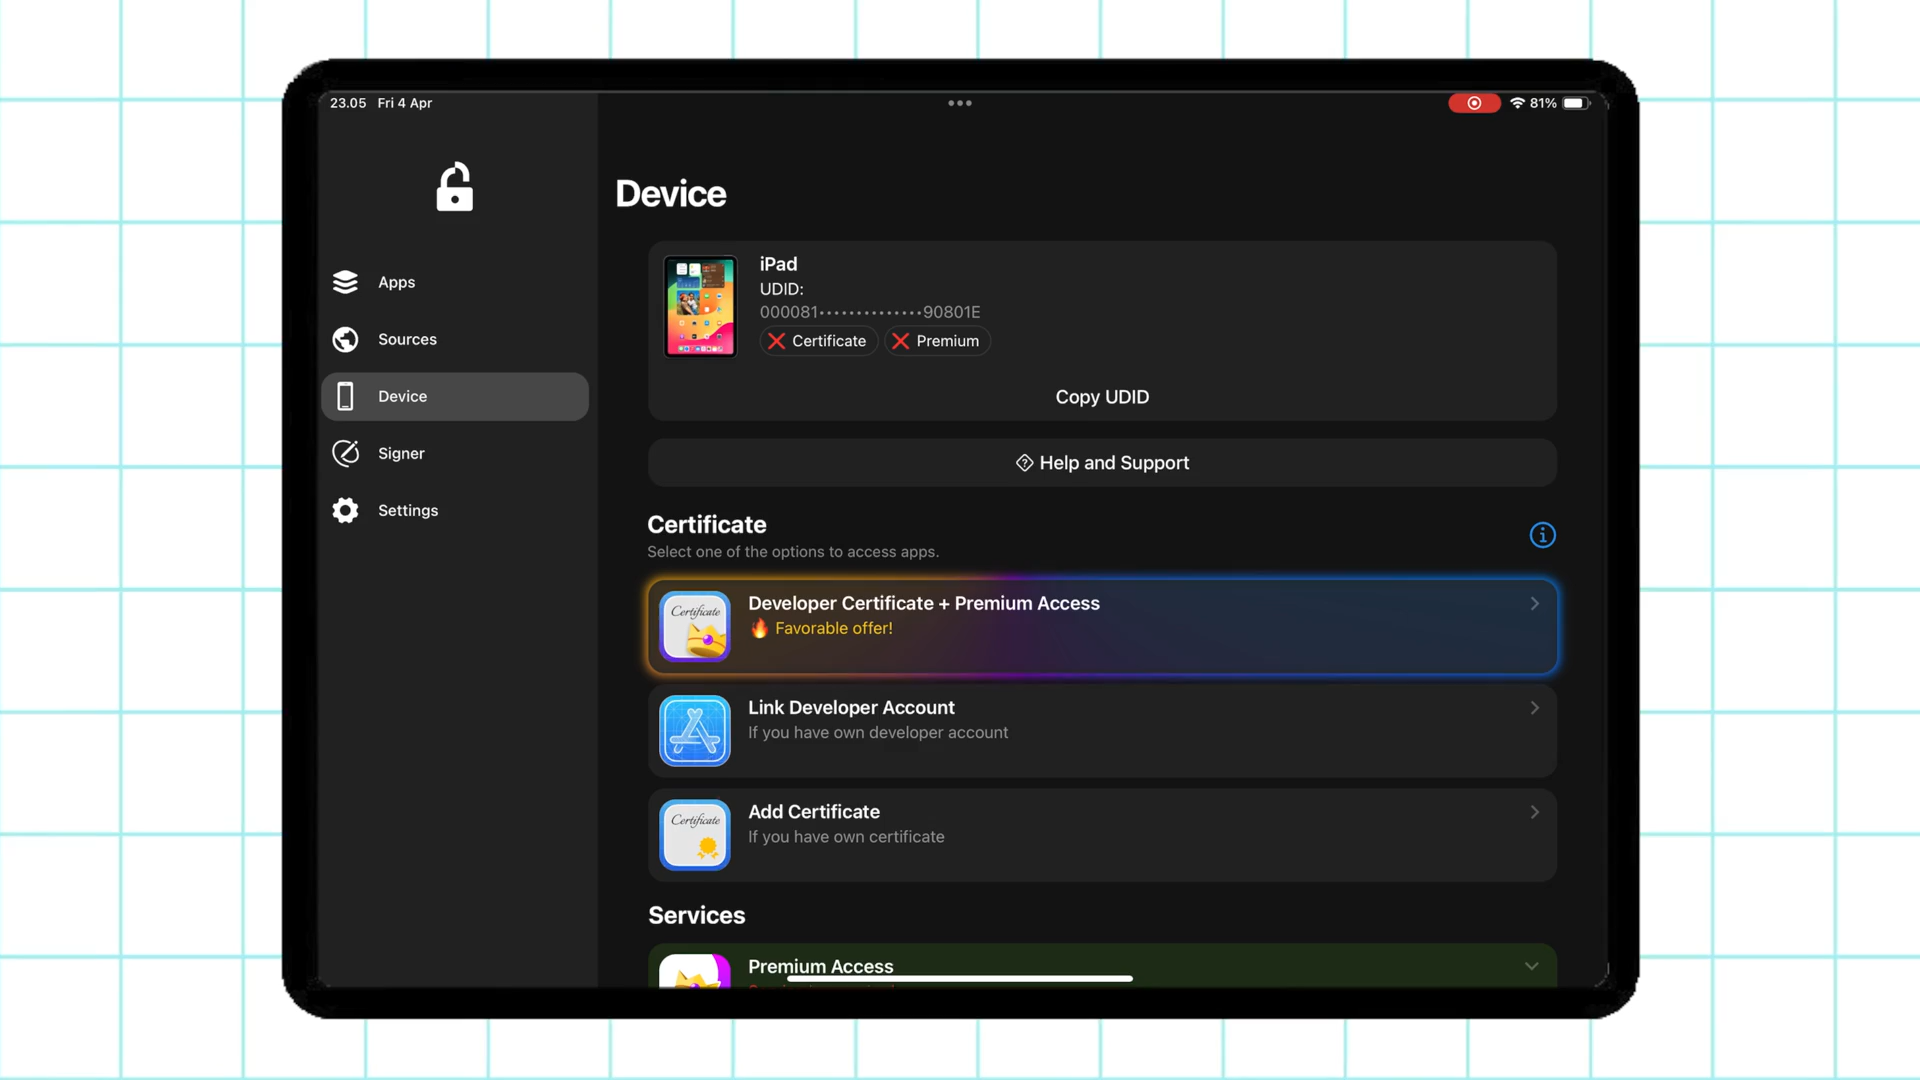 23.05 Fri 4 Apr
81%
Apps
Sources
Device
Signer
Settings
Device
iPad
UDID:
000081••••••••••••••90801E
Certificate
Premium
Copy UDID
Help and Support
Certificate
Select one of the options to access apps.
Certificate
Developer Certificate + Premium Access
Favorable offer!
Link Developer Account
If you have own developer account
Certificate
Add Certificate
If you have own certificate
Services
Premium Access